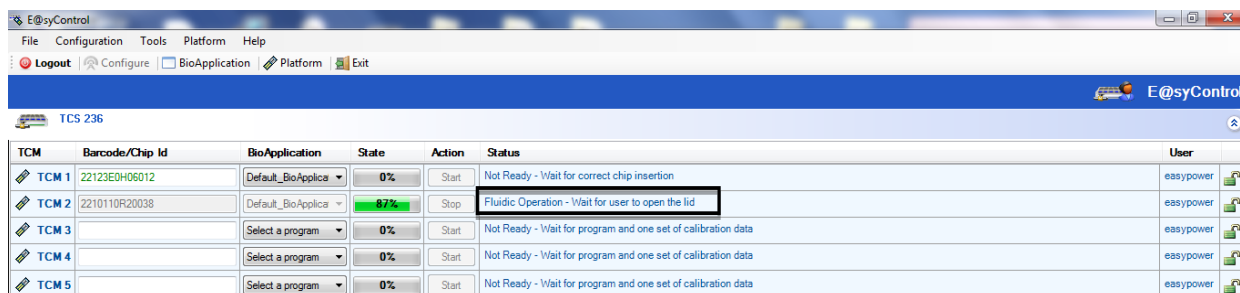 E@syControl
File Configuration Tools Platform Help
Logout Configure BioApplication Platform Exit
E@syControl
TCS 236
TCM Barcode/Chip Id BioApplication State Action Status User
TCM 1 22123E0H06012 Default_BioApplica 0% Start Not Ready - Wait for correct chip insertion easypower
TCM 2 2210110R20038 Default_BioApplica 87% Stop Fluidic Operation - Wait for user to open the lid easypower
TCM 3 Select a program 0% Start Not Ready - Wait for program and one set of calibration data easypower
TCM 4 Select a program 0% Start Not Ready - Wait for program and one set of calibration data easypower
TCM 5 Select a program 0% Start Not Ready - Wait for program and one set of calibration data easypower